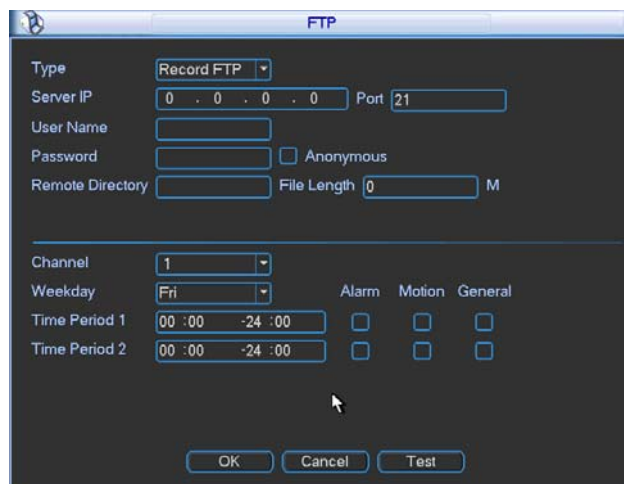 FTP
Type Record FTP
Server IP 0 . 0 . 0 . 0 Port 21
User Name
Password Anonymous
Remote Directory File Length 0 M
Channel 1
Weekday Fri Alarm Motion General
Time Period 1 00 :00 -24 :00
Time Period 2 00 :00 -24 :00
OK Cancel Test